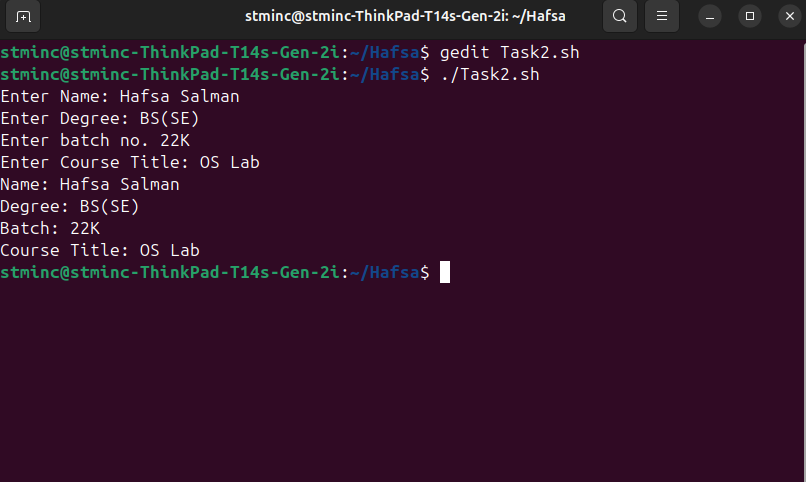 stminc@stminc-ThinkPad-T14s-Gen-2i: ~/Hafsa
stminc@stminc-ThinkPad-T14s-Gen-2i:~/Hafsa$ gedit Task2.sh
stminc@stminc-ThinkPad-T14s-Gen-2i:~/Hafsa$ ./Task2.sh
Enter Name: Hafsa Salman
Enter Degree: BS(SE)
Enter batch no. 22K
Enter Course Title: OS Lab
Name: Hafsa Salman
Degree: BS(SE)
Batch: 22K
Course Title: OS Lab
stminc@stminc-ThinkPad-T14s-Gen-2i:~/Hafsa$